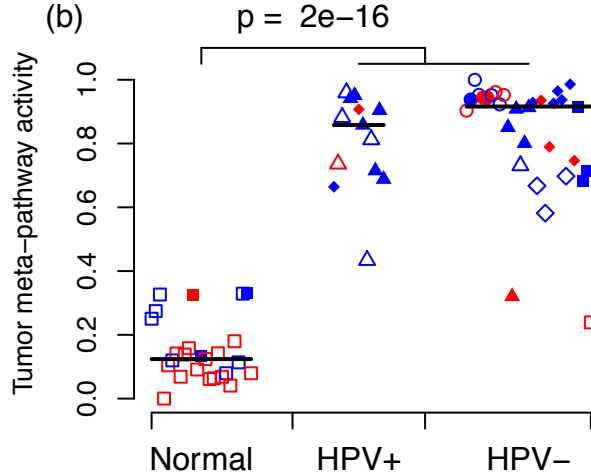 (b)
p = 2e−16
Tumor meta−pathway activity
1.0
0.8
0.6
0.4
0.2
0.0
Normal
HPV+
HPV−